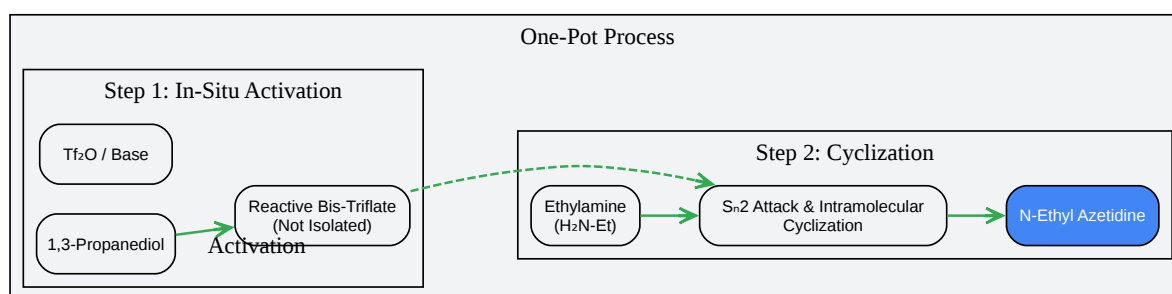 One-Pot Process
Step 1: In-Situ Activation
Tf₂O / Base
1,3-Propanediol
Activation
Reactive Bis-Triflate
(Not Isolated)
Step 2: Cyclization
Ethylamine
(H₂N-Et)
Sₙ2 Attack & Intramolecular
Cyclization
N-Ethyl Azetidine